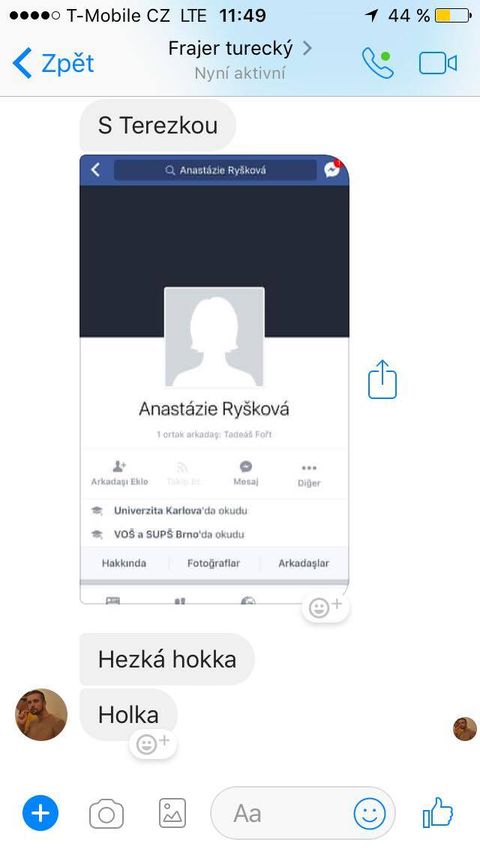 T-Mobile CZ LTE 11:49 44 %
Zpět
Frajer turecký
Nyní aktivní
S Terezkou
Anastázie Ryšková
Anastázie Ryšková
1 ortak arkadaş: Tadeáš Fořt
Arkadaşı Ekle Takip Et Mesaj Diğer
Univerzita Karlova'da okudu
VOŠ a SUPŠ Brno'da okudu
Hakkında Fotoğraflar Arkadaşlar
Hezká hokka
Holka
Aa